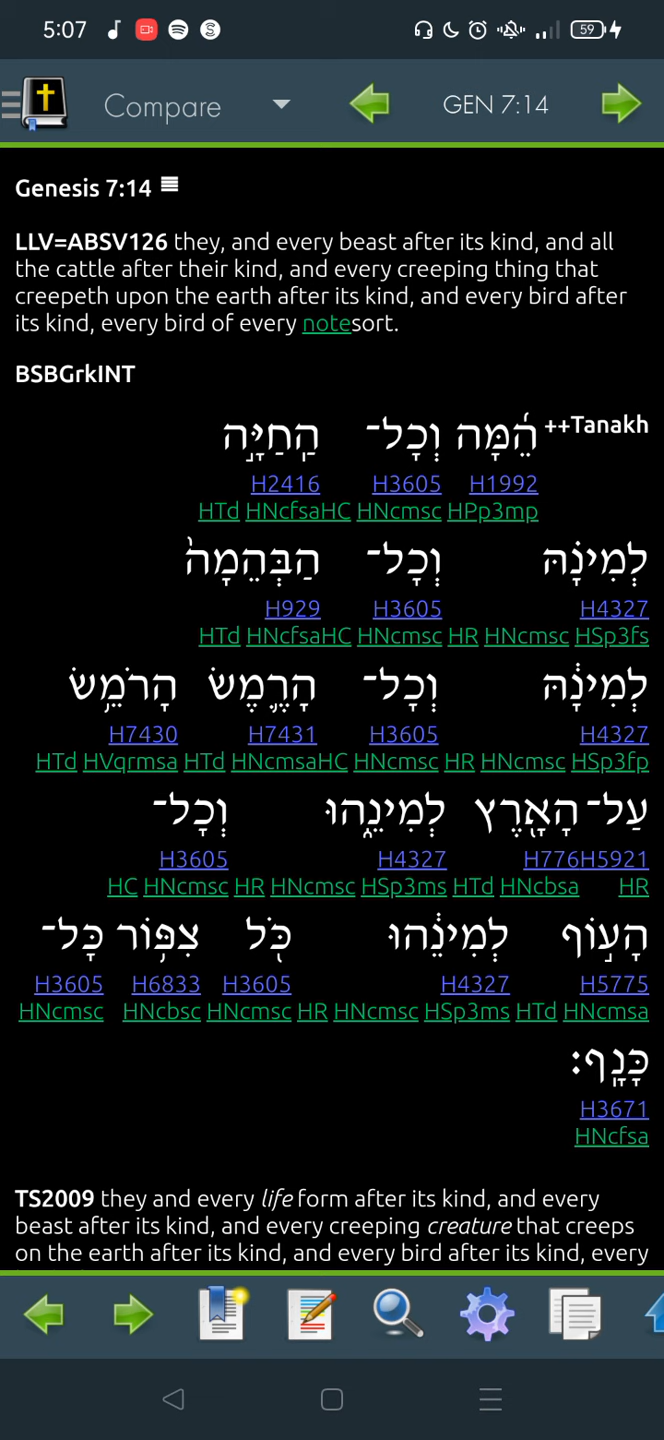 5:07
59
Compare
GEN 7:14
Genesis 7:14
LLV=ABSV126 they, and every beast after its kind, and all
the cattle after their kind, and every creeping thing that
creepeth upon the earth after its kind, and every bird after
its kind, every bird of every notesort.
BSBGrkINT
++Tanakh הֵ֜מָּה וְכָל־ הַֽחַיָּ֣ה
H1992 H3605 H2416
HTd HNcfsaHC HNcmsc HPp3mp
לְמִינָ֗הּ וְכָל־ הַבְּהֵמָה֙
H4327 H3605 H929
HTd HNcfsaHC HNcmsc HR HNcmsc HSp3fs
לְמִינָ֔הּ וְכָל־ הָרֶ֛מֶשׂ הָרֹמֵ֥שׂ
H4327 H3605 H7431 H7430
HTd HVqrmsa HTd HNcmsaHC HNcmsc HR HNcmsc HSp3fp
עַל־הָאָ֖רֶץ לְמִינֵ֑הוּ וְכָל־
H5921 H776 H4327 H3605
HC HNcmsc HR HNcmsc HSp3ms HTd HNcbsa HR
הָע֣וֹף לְמִינֵ֔הוּ כֹּ֖ל צִפּ֥וֹר כָּל־
H5775 H4327 H3605 H6833 H3605
HNcmsc HNcbsc HNcmsc HR HNcmsc HSp3ms HTd HNcmsa
כָּנָֽף׃
H3671
HNcfsa
TS2009 they and every life form after its kind, and every
beast after its kind, and every creeping creature that creeps
on the earth after its kind, and every bird after its kind, every